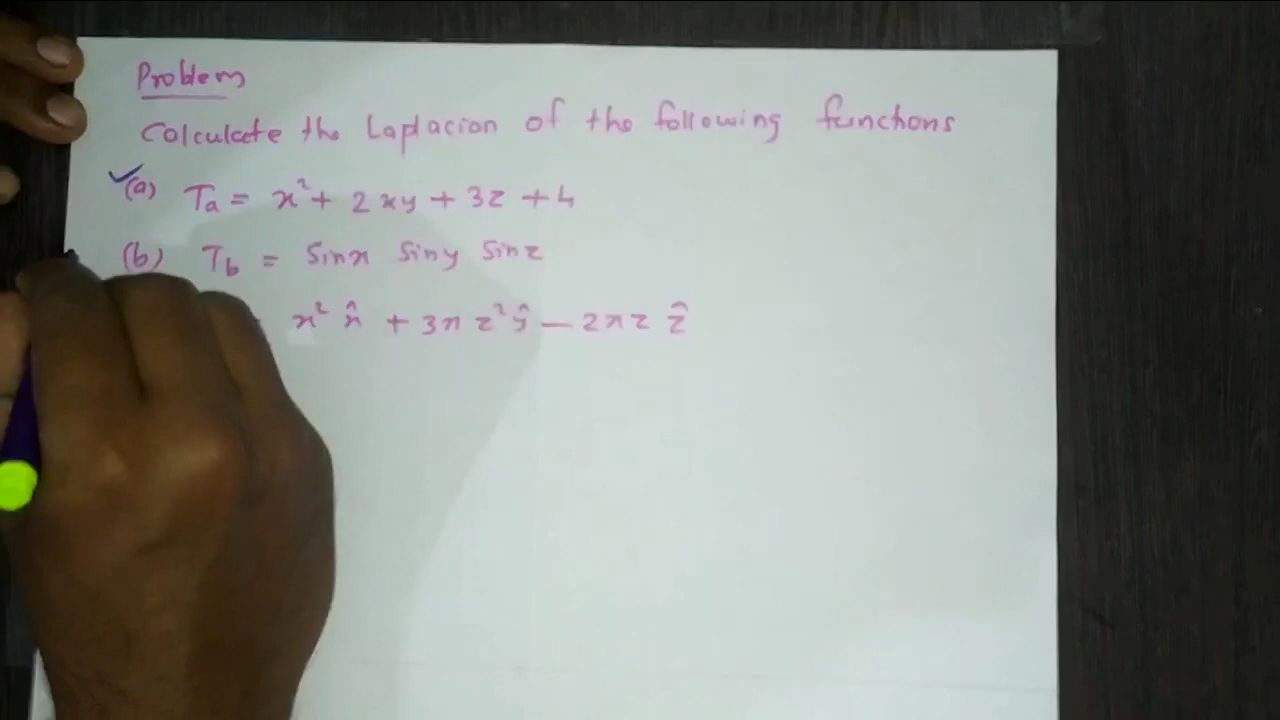 Problem
Calculate the Laplacian of the following functions
(a) Ta = x² + 2xy + 3z + 4
(b) Tb = sinx siny sinz
x² x̂ + 3xz² ŷ — 2xz ẑ